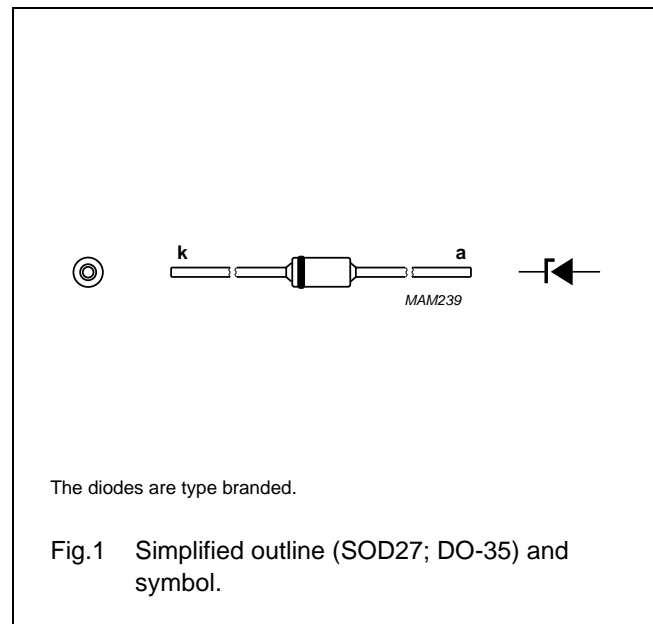 k
a
MAM239
The diodes are type branded.
Fig.1 Simplified outline (SOD27; DO-35) and
symbol.